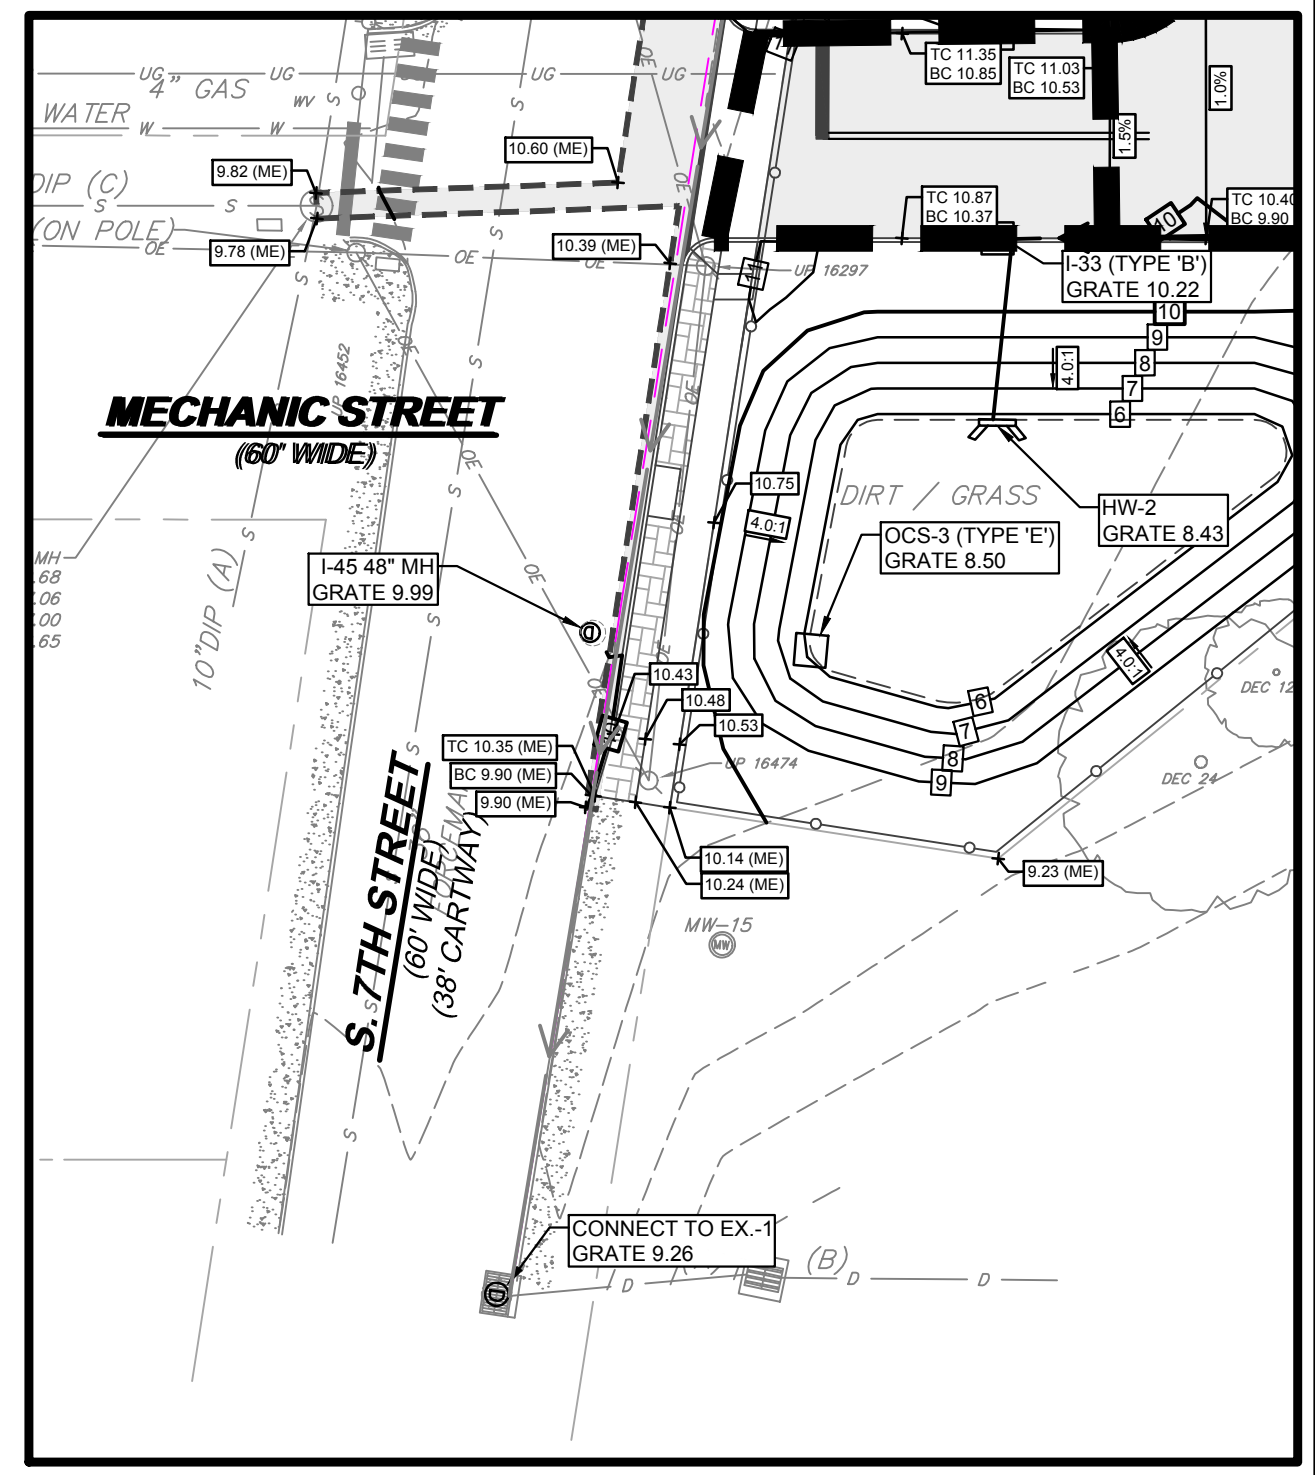 UG UG UG UG
4" GAS
WATER
WV
W W W
DIP (C)
S S
(ON POLE)
OE OE OE
TC 11.35
BC 10.85
TC 11.03
BC 10.53
1.0%
1.5%
10.60 (ME)
9.82 (ME)
9.78 (ME)
10.39 (ME)
TC 10.87
BC 10.37
10
TC 10.40
BC 9.90
11
UP 16297
I-33 (TYPE 'B')
GRATE 10.22
10
9
8
7
6
4.0:1
UP 16452
MECHANIC STREET
(60' WIDE)
10.75
4.0:1
DIRT / GRASS
HW-2
GRATE 8.43
OCS-3 (TYPE 'E')
GRATE 8.50
I-45 48" MH
GRATE 9.99
MH
.68
.06
.00
.65
10"DIP (A)
OE
10.43
10.48
10.53
4.0:1
6
7
8
9
DEC 12
DEC 24
UP 16474
TC 10.35 (ME)
BC 9.90 (ME)
9.90 (ME)
S. 7TH STREET
(60' WIDE)
(38' CARTWAY)
10.14 (ME)
10.24 (ME)
9.23 (ME)
MW-15
MW
CONNECT TO EX.-1
GRATE 9.26
(B)
D D D